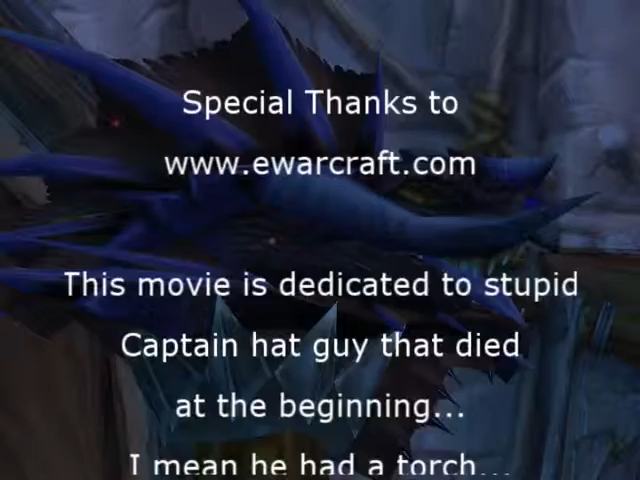 Special Thanks to
www.ewarcraft.com
This movie is dedicated to stupid
Captain hat guy that died
at the beginning...
I mean he had a torch...